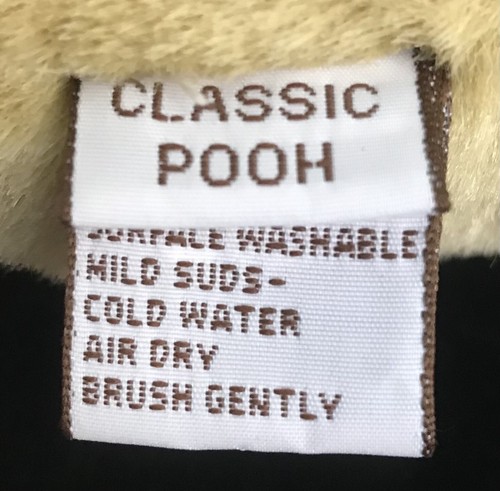 CLASSIC
POOH
SURFACE WASHABLE
MILD SUDS-
COLD WATER
AIR DRY
BRUSH GENTLY